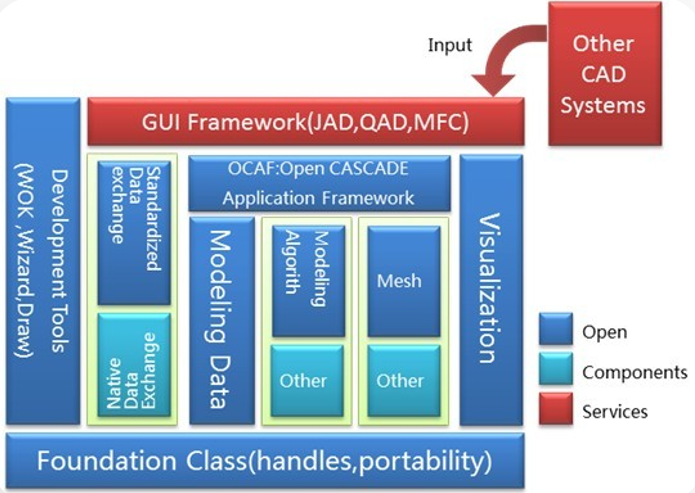 Input
Other
CAD
Systems
GUI Framework(JAD,QAD,MFC)
Development Tools
(WOK ,Wizard,Draw)
Standardized
Data
exchange
Native
Data
Exchange
OCAF:Open CASCADE
Application Framework
Modeling Data
Modeling
Algorith
Other
Mesh
Other
Visualization
Open
Components
Services
Foundation Class(handles,portability)